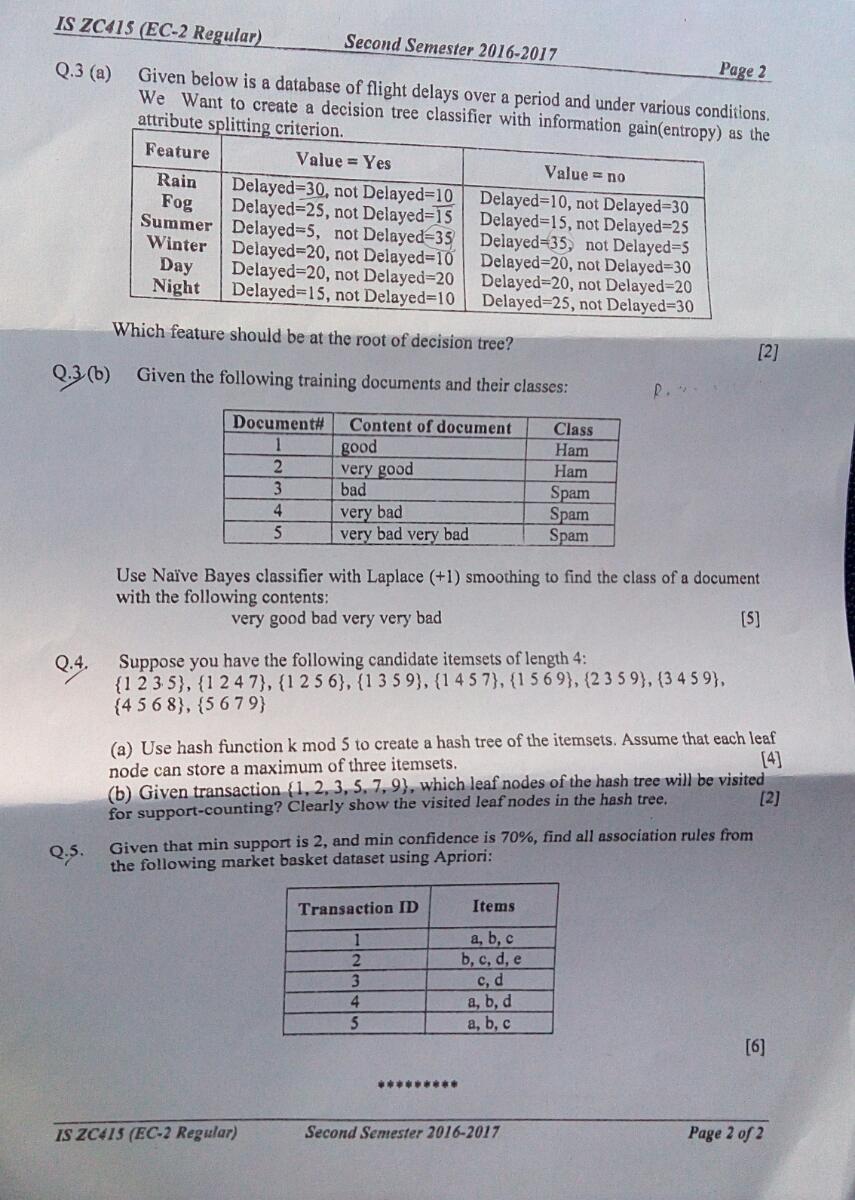 IS ZC415 (EC-2 Regular) Second Semester 2016-2017 Page 2
Q.3 (a) Given below is a database of flight delays over a period and under various conditions.
We Want to create a decision tree classifier with information gain(entropy) as the
attribute splitting criterion.
Feature Value = Yes Value = no
Rain Delayed=30, not Delayed=10 Delayed=10, not Delayed=30
Fog Delayed=25, not Delayed=15 Delayed=15, not Delayed=25
Summer Delayed=5, not Delayed=35 Delayed=35, not Delayed=5
Winter Delayed=20, not Delayed=10 Delayed=20, not Delayed=30
Day Delayed=20, not Delayed=20 Delayed=20, not Delayed=20
Night Delayed=15, not Delayed=10 Delayed=25, not Delayed=30
Which feature should be at the root of decision tree?
[2]
Q.3 (b) Given the following training documents and their classes:
Document# Content of document Class
1 good Ham
2 very good Ham
3 bad Spam
4 very bad Spam
5 very bad very bad Spam
Use Naïve Bayes classifier with Laplace (+1) smoothing to find the class of a document
with the following contents:
very good bad very very bad [5]
Q.4. Suppose you have the following candidate itemsets of length 4:
{1 2 3 5}, {1 2 4 7}, {1 2 5 6}, {1 3 5 9}, {1 4 5 7}, {1 5 6 9}, {2 3 5 9}, {3 4 5 9},
{4 5 6 8}, {5 6 7 9}
(a) Use hash function k mod 5 to create a hash tree of the itemsets. Assume that each leaf
node can store a maximum of three itemsets. [4]
(b) Given transaction {1, 2, 3, 5, 7, 9}, which leaf nodes of the hash tree will be visited
for support-counting? Clearly show the visited leaf nodes in the hash tree. [2]
Q.5. Given that min support is 2, and min confidence is 70%, find all association rules from
the following market basket dataset using Apriori:
Transaction ID Items
1 a, b, c
2 b, c, d, e
3 c, d
4 a, b, d
5 a, b, c
[6]
*********
IS ZC415 (EC-2 Regular) Second Semester 2016-2017 Page 2 of 2